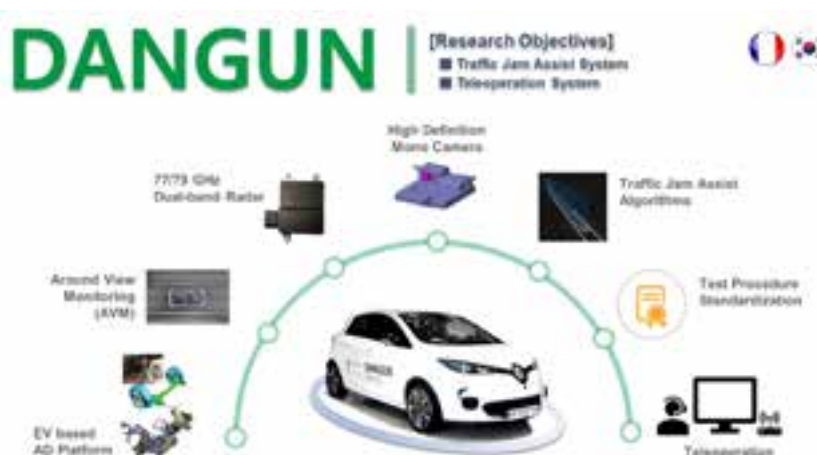 DANGUN
[Research Objectives]
■ Traffic Jam Assist System
■ Teleoperation System
High Definition
Mono Camera
77/79 GHz
Dual-band Radar
Traffic Jam Assist
Algorithms
Around View
Monitoring
(AVM)
Test Procedure
Standardization
DANGUN
EV based
AD Platform
Teleoperation